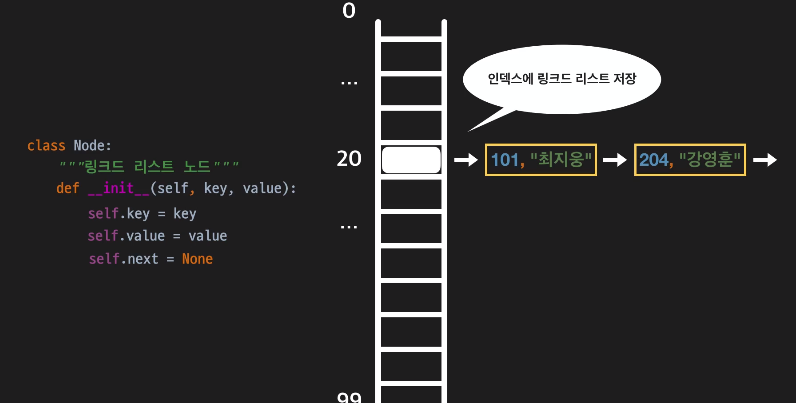 0
인덱스에 링크드 리스트 저장
...
class Node:
"""링크드 리스트 노드"""
def __init__(self, key, value):
self.key = key
self.value = value
self.next = None
20
101, "최지웅"
204, "강영훈"
...
99